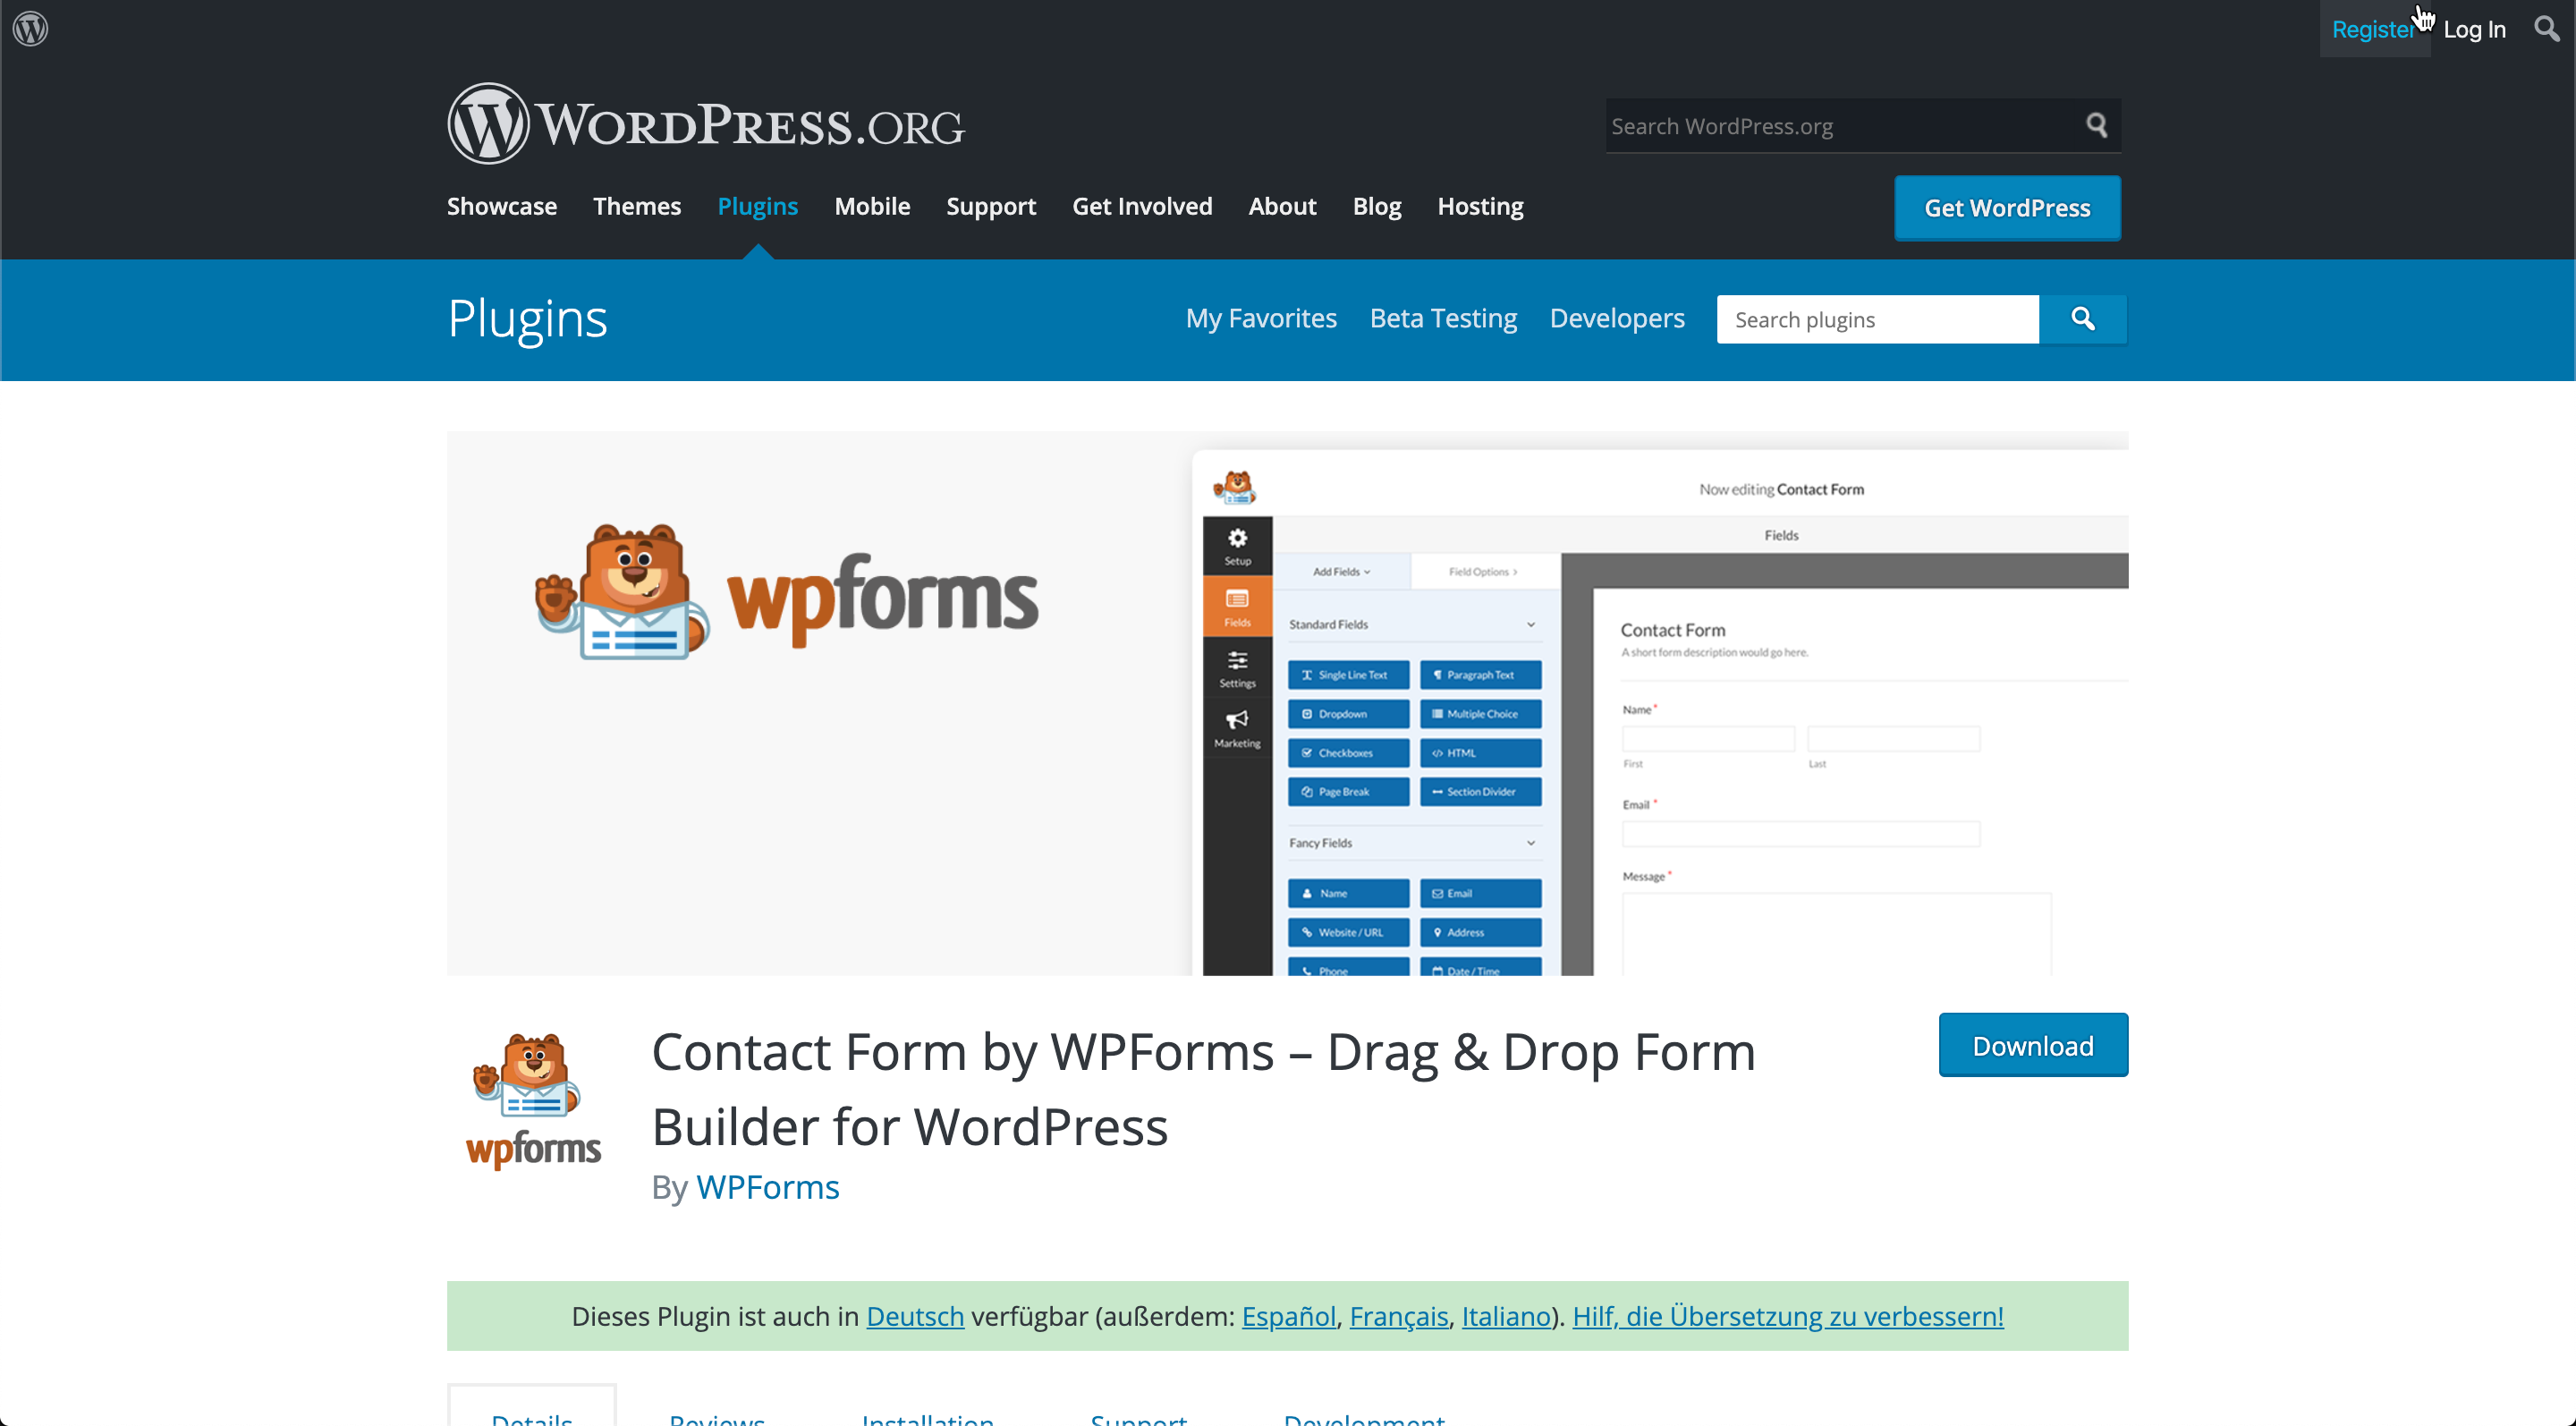 Register Log In
WORDPRESS.ORG
Search WordPress.org
Showcase Themes Plugins Mobile Support Get Involved About Blog Hosting
Get WordPress
Plugins
My Favorites Beta Testing Developers
Search plugins
wpforms
Now editing Contact Form
Fields
Setup
Fields
Settings
Marketing
Add Fields
Field Options
Standard Fields
Single Line Text
Paragraph Text
Dropdown
Multiple Choice
Checkboxes
HTML
Page Break
Section Divider
Fancy Fields
Name
Email
Website / URL
Address
Phone
Date / Time
Contact Form
A short form description would go here.
Name *
First
Last
Email *
Message *
wpforms
Contact Form by WPForms – Drag & Drop Form
Builder for WordPress
By WPForms
Download
Dieses Plugin ist auch in Deutsch verfügbar (außerdem: Español, Français, Italiano). Hilf, die Übersetzung zu verbessern!
Details Reviews Installation Support Development